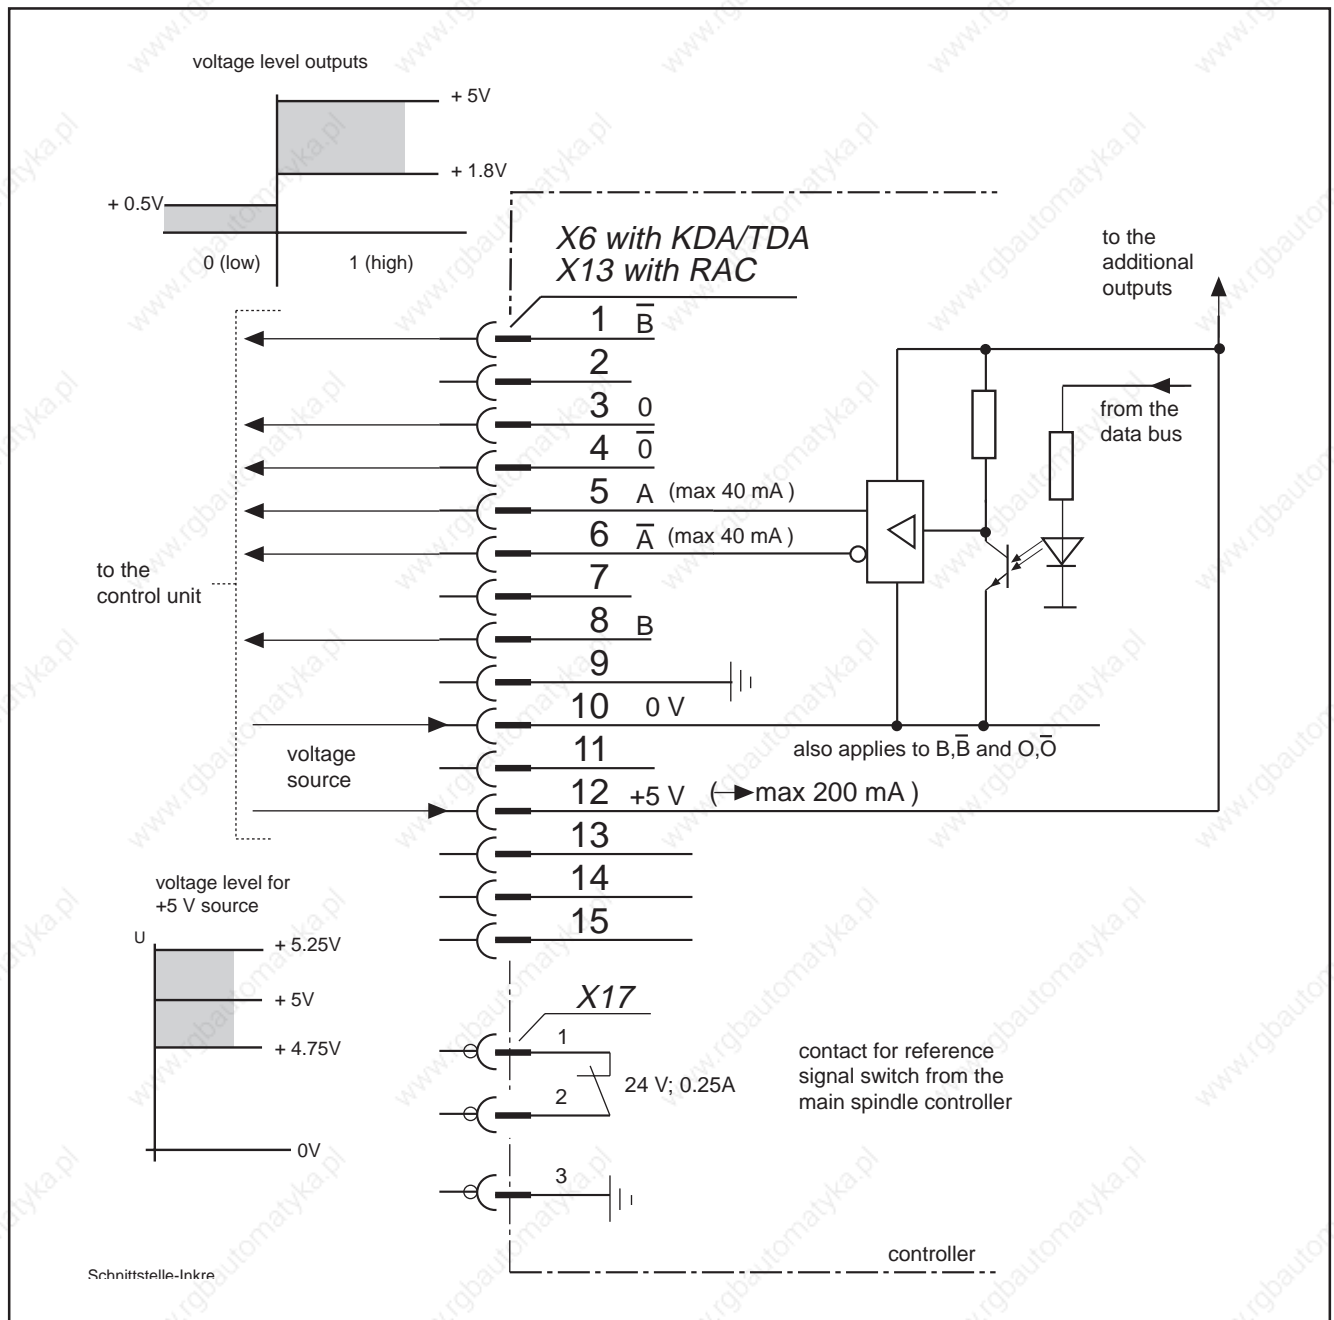 voltage level outputs
+ 5V
+ 1.8V
+ 0.5V
0 (low)
1 (high)
X6 with KDA/TDA
X13 with RAC
to the
additional
outputs
1 B̅
2
3 0
4 0̅
5 A (max 40 mA )
6 A̅ (max 40 mA )
7
8 B
9
10 0 V
11
12 +5 V ( max 200 mA )
13
14
15
from the
data bus
to the
control unit
voltage
source
also applies to B,B̅ and O,O̅
voltage level for
+5 V source
U
+ 5.25V
+ 5V
+ 4.75V
0V
X17
1
2
3
24 V; 0.25A
contact for reference
signal switch from the
main spindle controller
controller
Schnittstelle-Inkre
www.rgbautomatyka.pl